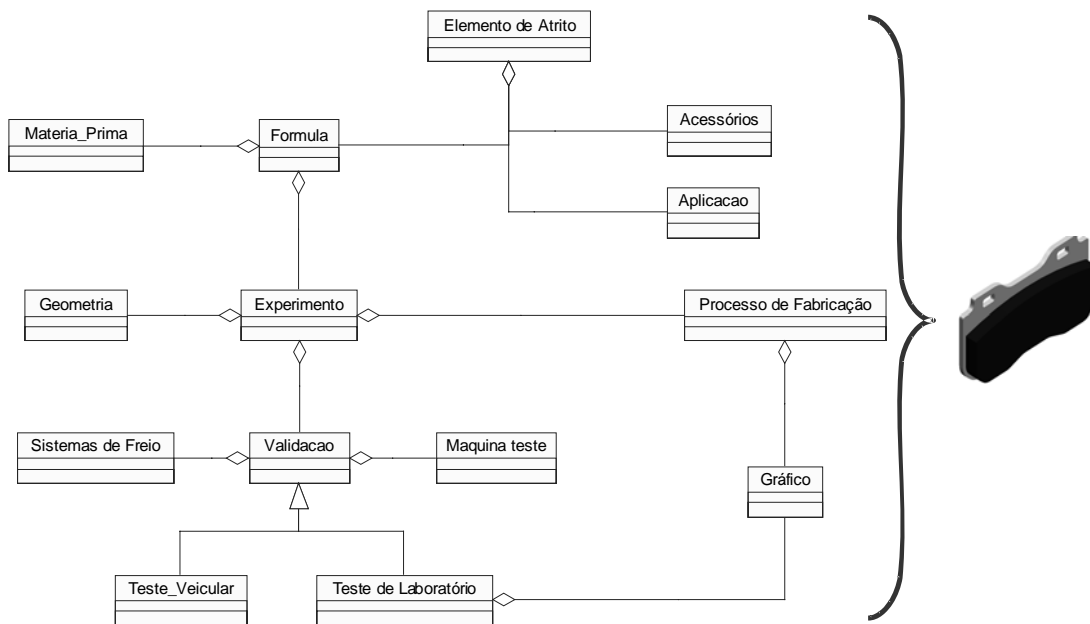 Elemento de Atrito
Materia_Prima
Formula
Acessórios
Aplicacao
Geometria
Experimento
Processo de Fabricação
Sistemas de Freio
Validacao
Maquina teste
Gráfico
Teste_Veicular
Teste de Laboratório